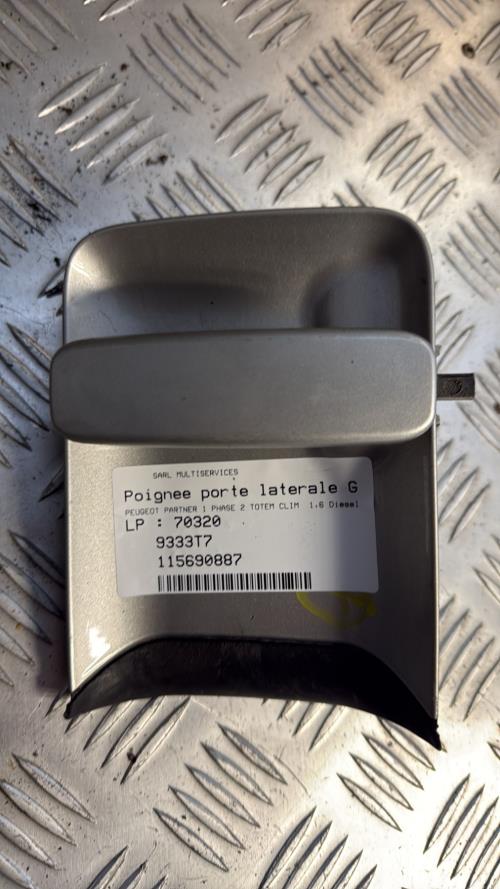 SARL MULTISERVICES
Poignee porte laterale G
PEUGEOT PARTNER 1 PHASE 2 TOTEM CLIM 1.6 Diesel
LP : 70320
9333T7
115690887